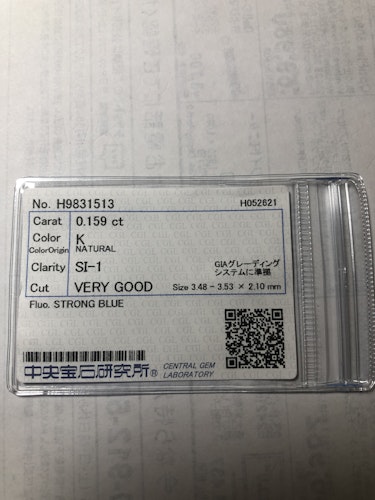 No. H9831513 H052621
Carat 0.159 ct
Color K
ColorOrigin NATURAL
Clarity SI-1 GIAグレーディング
システムに準拠
Cut VERY GOOD Size 3.48 - 3.53 × 2.10 mm
Fluo. STRONG BLUE
中央宝石研究所® CENTRAL GEM
LABORATORY